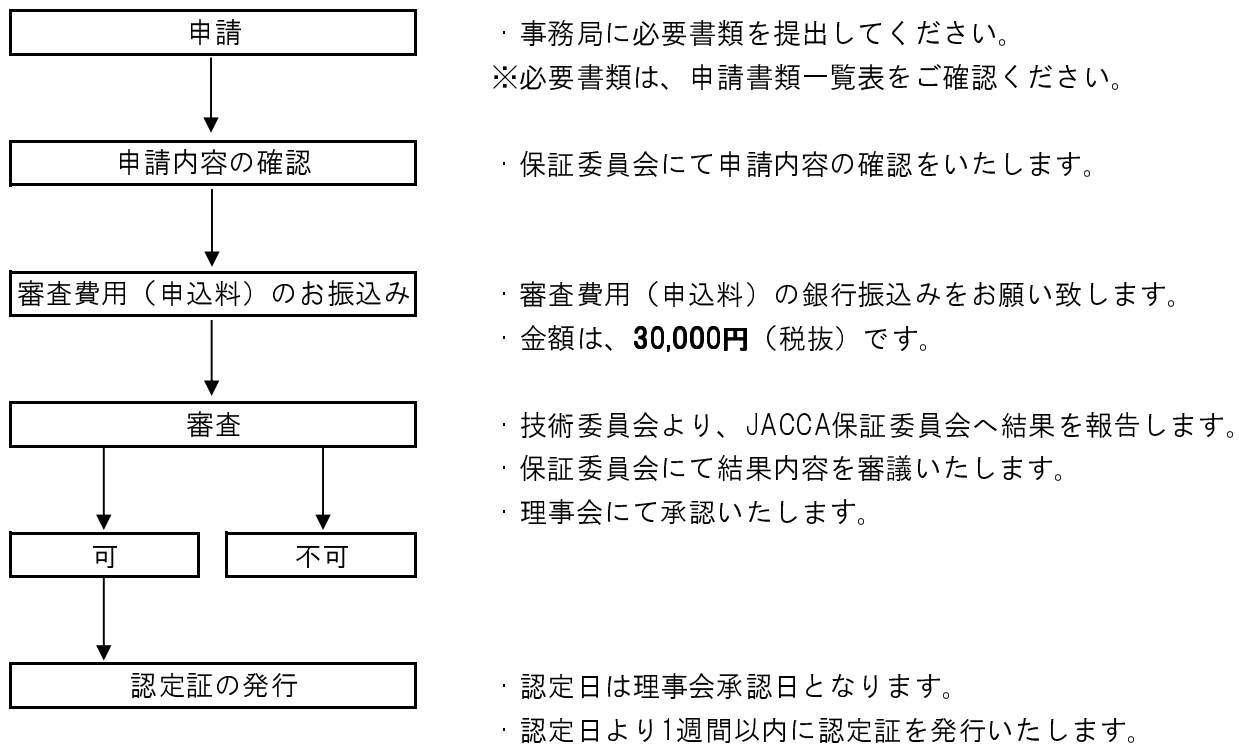 申請
・事務局に必要書類を提出してください。
※必要書類は、申請書類一覧表をご確認ください。
申請内容の確認
・保証委員会にて申請内容の確認をいたします。
審査費用（申込料）のお振込み
・審査費用（申込料）の銀行振込みをお願い致します。
・金額は、30,000円（税抜）です。
審査
・技術委員会より、JACCA保証委員会へ結果を報告します。
・保証委員会にて結果内容を審議いたします。
・理事会にて承認いたします。
可
不可
認定証の発行
・認定日は理事会承認日となります。
・認定日より1週間以内に認定証を発行いたします。